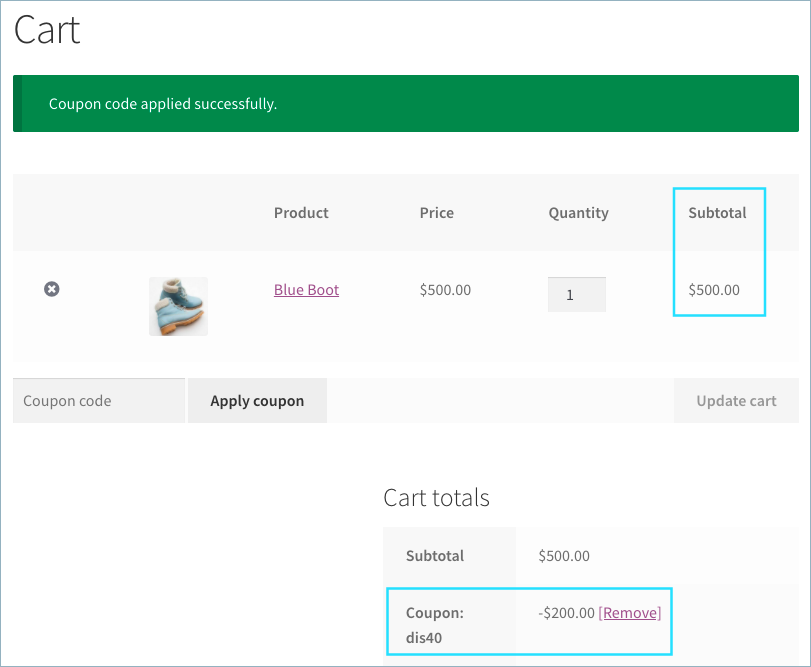 Cart
Coupon code applied successfully.
Product Price Quantity Subtotal
Blue Boot $500.00 1 $500.00
Coupon code Apply coupon Update cart
Cart totals
Subtotal $500.00
Coupon: -$200.00 [Remove]
dis40